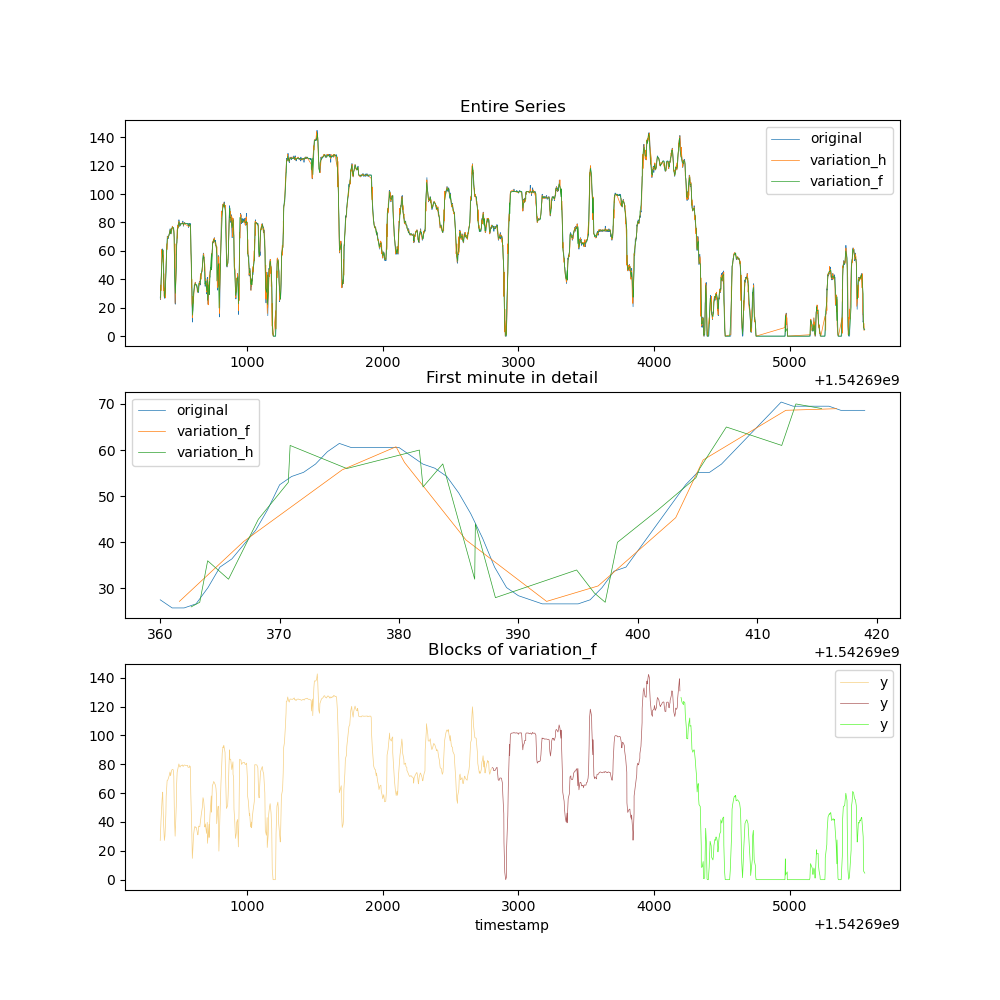 Entire Series
140
120
100
80
60
40
20
0
original
variation_h
variation_f
1000 2000 3000 4000 5000
+1.54269e9
First minute in detail
70
60
50
40
30
original
variation_f
variation_h
360 370 380 390 400 410 420
+1.54269e9
Blocks of variation_f
140
120
100
80
60
40
20
0
y
y
y
1000 2000 3000 4000 5000
timestamp
+1.54269e9